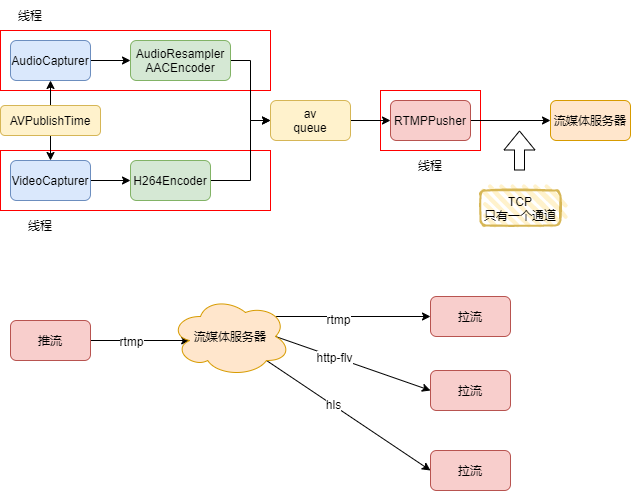 线程
AudioCapturer
AudioResampler
AACEncoder
AVPublishTime
av
queue
RTMPPusher
流媒体服务器
线程
VideoCapturer
H264Encoder
线程
TCP
只有一个通道
推流
rtmp
流媒体服务器
rtmp
拉流
http-flv
拉流
hls
拉流